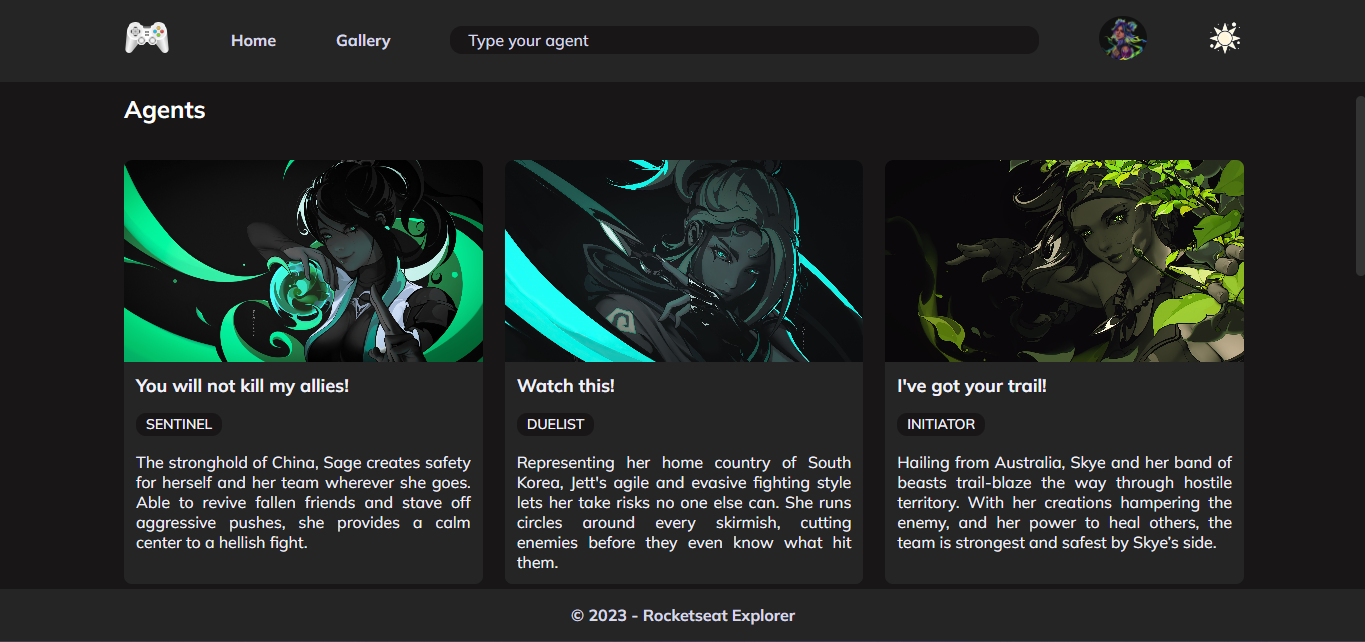 Home
Gallery
Type your agent
Agents
You will not kill my allies!
SENTINEL
The stronghold of China, Sage creates safety
for herself and her team wherever she goes.
Able to revive fallen friends and stave off
aggressive pushes, she provides a calm
center to a hellish fight.
Watch this!
DUELIST
Representing her home country of South
Korea, Jett's agile and evasive fighting style
lets her take risks no one else can. She runs
circles around every skirmish, cutting
enemies before they even know what hit
them.
I've got your trail!
INITIATOR
Hailing from Australia, Skye and her band of
beasts trail-blaze the way through hostile
territory. With her creations hampering the
enemy, and her power to heal others, the
team is strongest and safest by Skye’s side.
© 2023 - Rocketseat Explorer